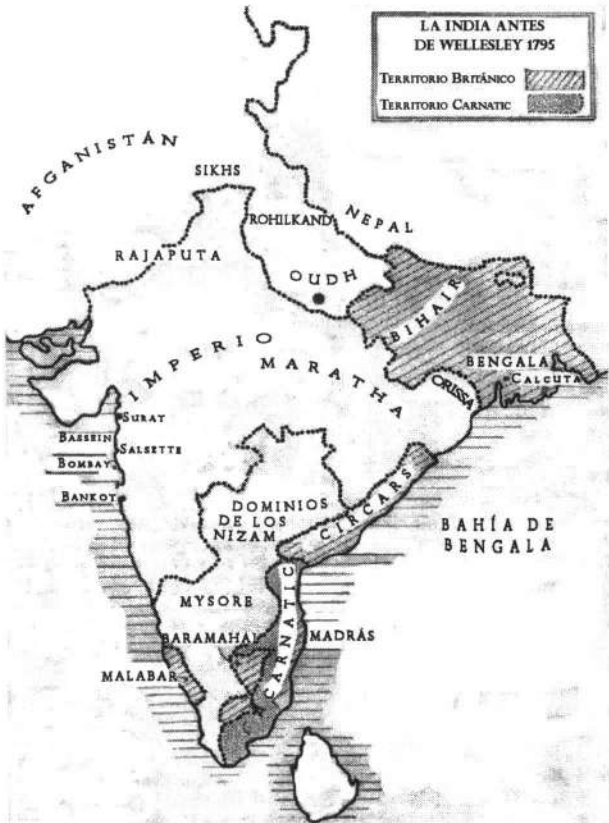 LA INDIA ANTES
DE WELLESLEY 1795
TERRITORIO BRITÁNICO
TERRITORIO CARNATIC
AFGANISTÁN
SIKHS
ROHILKAND
NEPAL
RAJAPUTA
OUDH
BIHAIR
IMPERIO
MARATHA
BENGALA
CALCUTA
ORISSA
SURAT
BASSEIN
SALSETTE
BOMBAY
BANKOT
DOMINIOS
DE LOS
NIZAM
CIRCARS
BAHÍA DE
BENGALA
MYSORE
CARNATIC
BARAMAHAL
MADRÁS
MALABAR